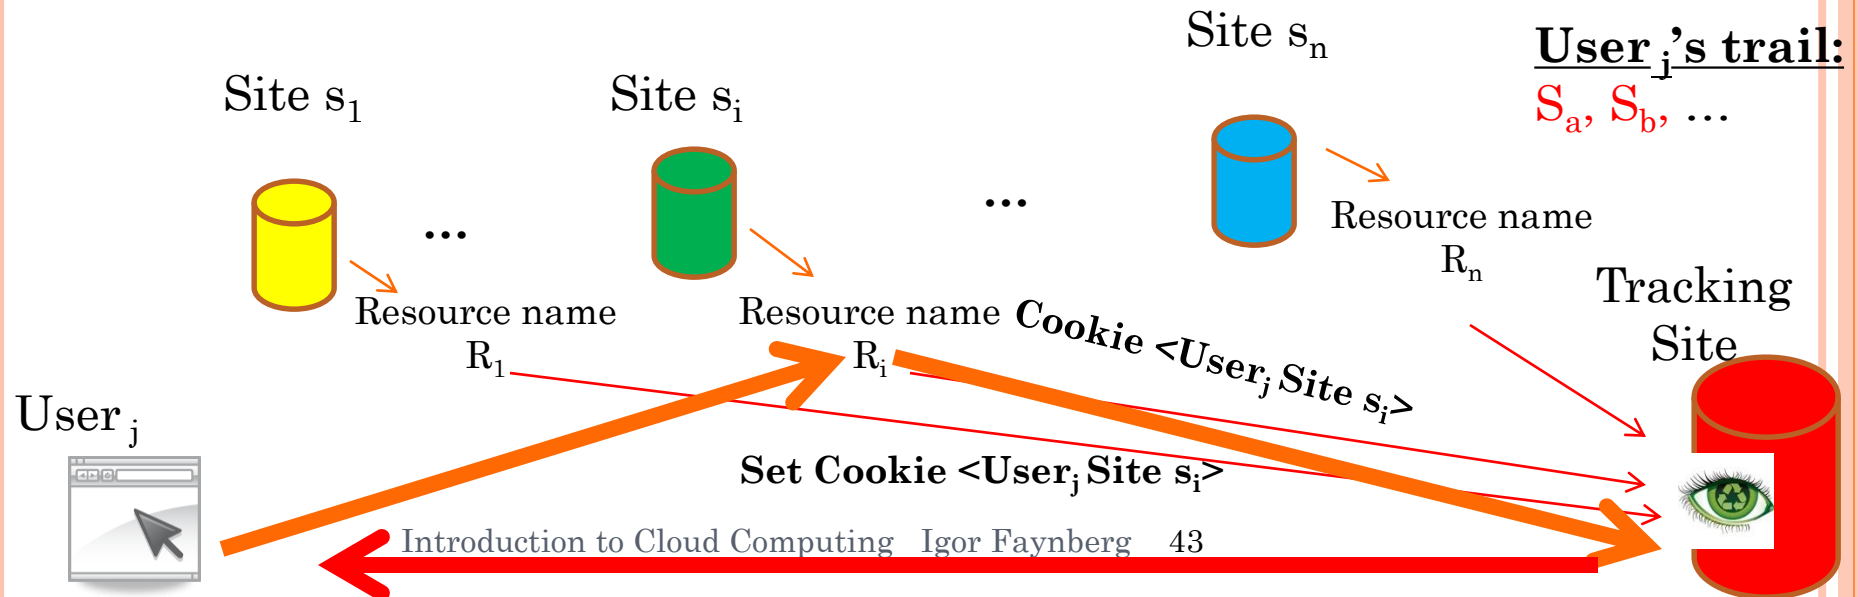 Site sₙ
User ⱼ's trail:
Sₐ, S_b, ...
Site s₁
Site sᵢ
...
...
Resource name
Rₙ
Tracking
Site
Resource name
R₁
Resource name
Rᵢ
Cookie <Userⱼ Site sᵢ>
User ⱼ
Set Cookie <Userⱼ Site sᵢ>
Introduction to Cloud Computing Igor Faynberg 43